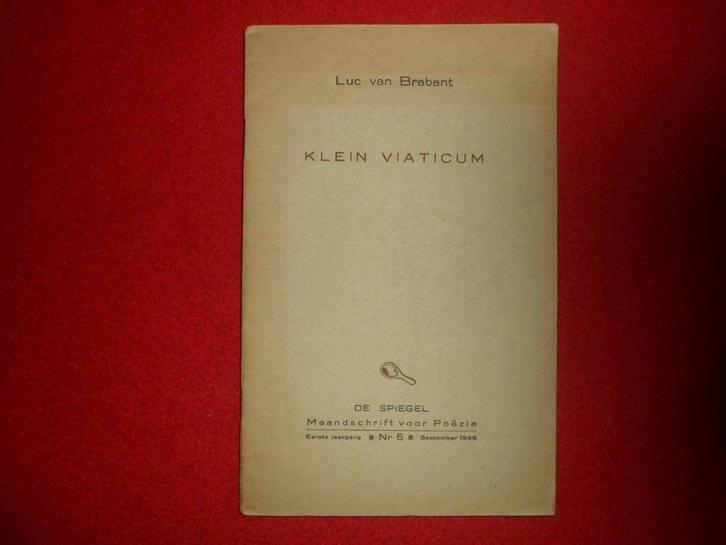 Luc van Brabant
KLEIN VIATICUM
DE SPIEGEL
Maandschrift voor Poëzie
Eerste jaargang ■ Nr 5 ■ September 1946